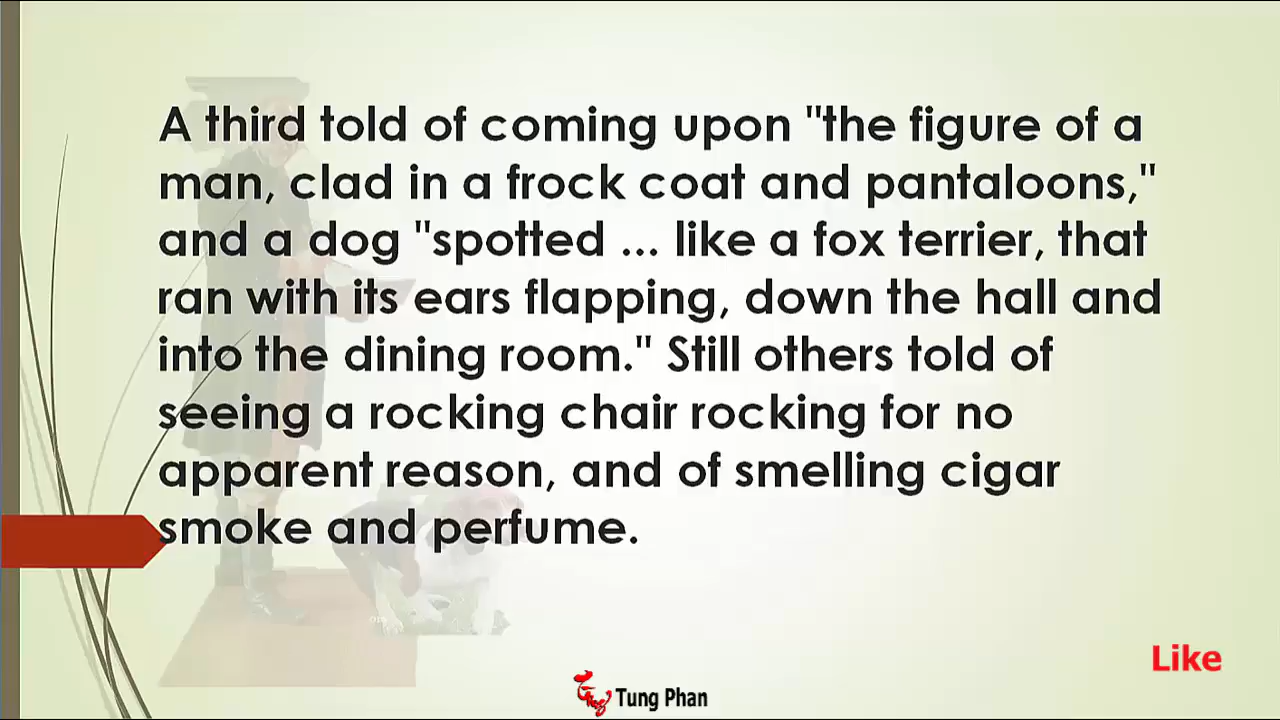 A third told of coming upon "the figure of a
man, clad in a frock coat and pantaloons,"
and a dog "spotted ... like a fox terrier, that
ran with its ears flapping, down the hall and
into the dining room." Still others told of
seeing a rocking chair rocking for no
apparent reason, and of smelling cigar
smoke and perfume.
Like
Tung Phan